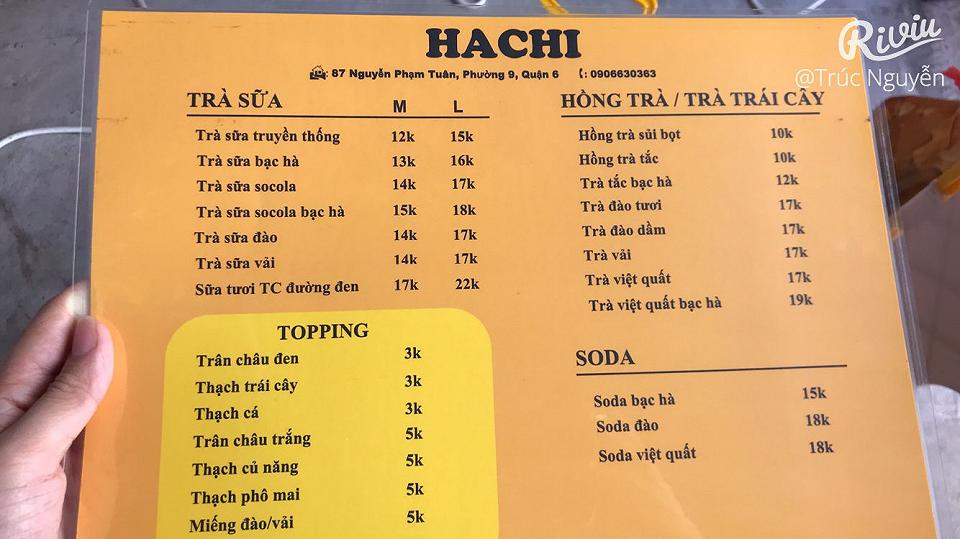 HACHI
87 Nguyễn Phạm Tuân, Phường 9, Quận 6 : 0906630363
Riviu
@Trúc Nguyễn
TRÀ SỮA M L
Trà sữa truyền thống 12k 15k
Trà sữa bạc hà 13k 16k
Trà sữa socola 14k 17k
Trà sữa socola bạc hà 15k 18k
Trà sữa đào 14k 17k
Trà sữa vải 14k 17k
Sữa tươi TC đường đen 17k 22k
TOPPING
Trân châu đen 3k
Thạch trái cây 3k
Thạch cá 3k
Trân châu trắng 5k
Thạch củ năng 5k
Thạch phô mai 5k
Miếng đào/vải 5k
HỒNG TRÀ / TRÀ TRÁI CÂY
Hồng trà sủi bọt 10k
Hồng trà tắc 10k
Trà tắc bạc hà 12k
Trà đào tươi 17k
Trà đào dầm 17k
Trà vải 17k
Trà việt quất 17k
Trà việt quất bạc hà 19k
SODA
Soda bạc hà 15k
Soda đào 18k
Soda việt quất 18k